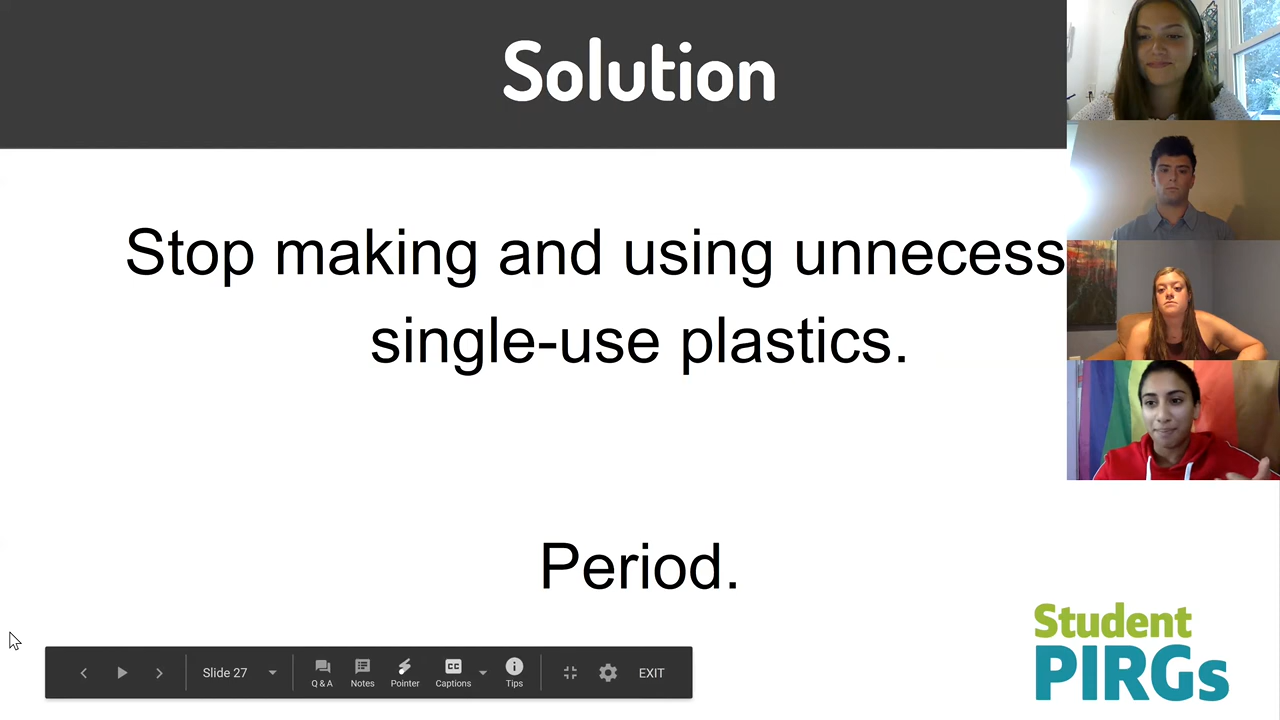 Solution
Stop making and using unnecess
single-use plastics.
Period.
Student
PIRGs
Slide 27
Q & A
Notes
Pointer
CC
Captions
Tips
EXIT